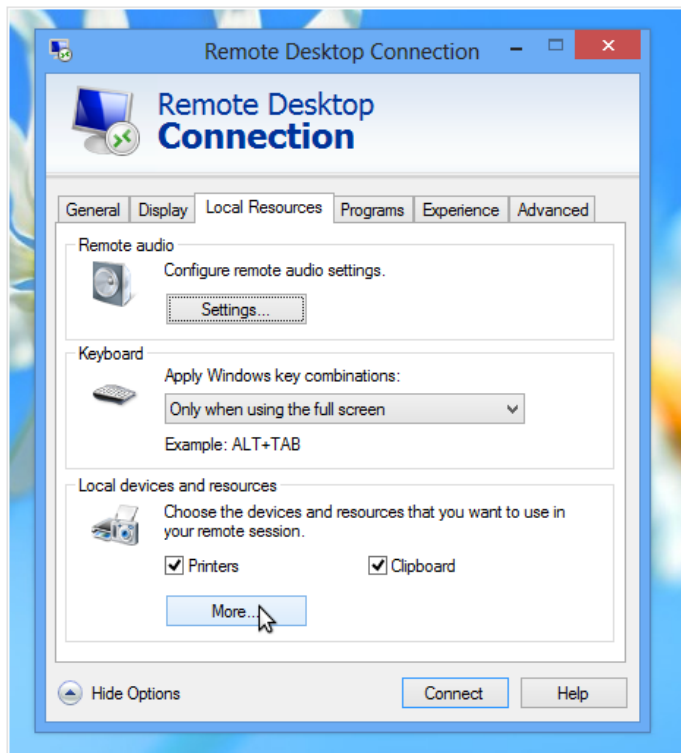 Remote Desktop Connection
Remote Desktop
Connection
General Display Local Resources Programs Experience Advanced
Remote audio
Configure remote audio settings.
Settings...
Keyboard
Apply Windows key combinations:
Only when using the full screen
Example: ALT+TAB
Local devices and resources
Choose the devices and resources that you want to use in
your remote session.
Printers Clipboard
More...
Hide Options Connect Help